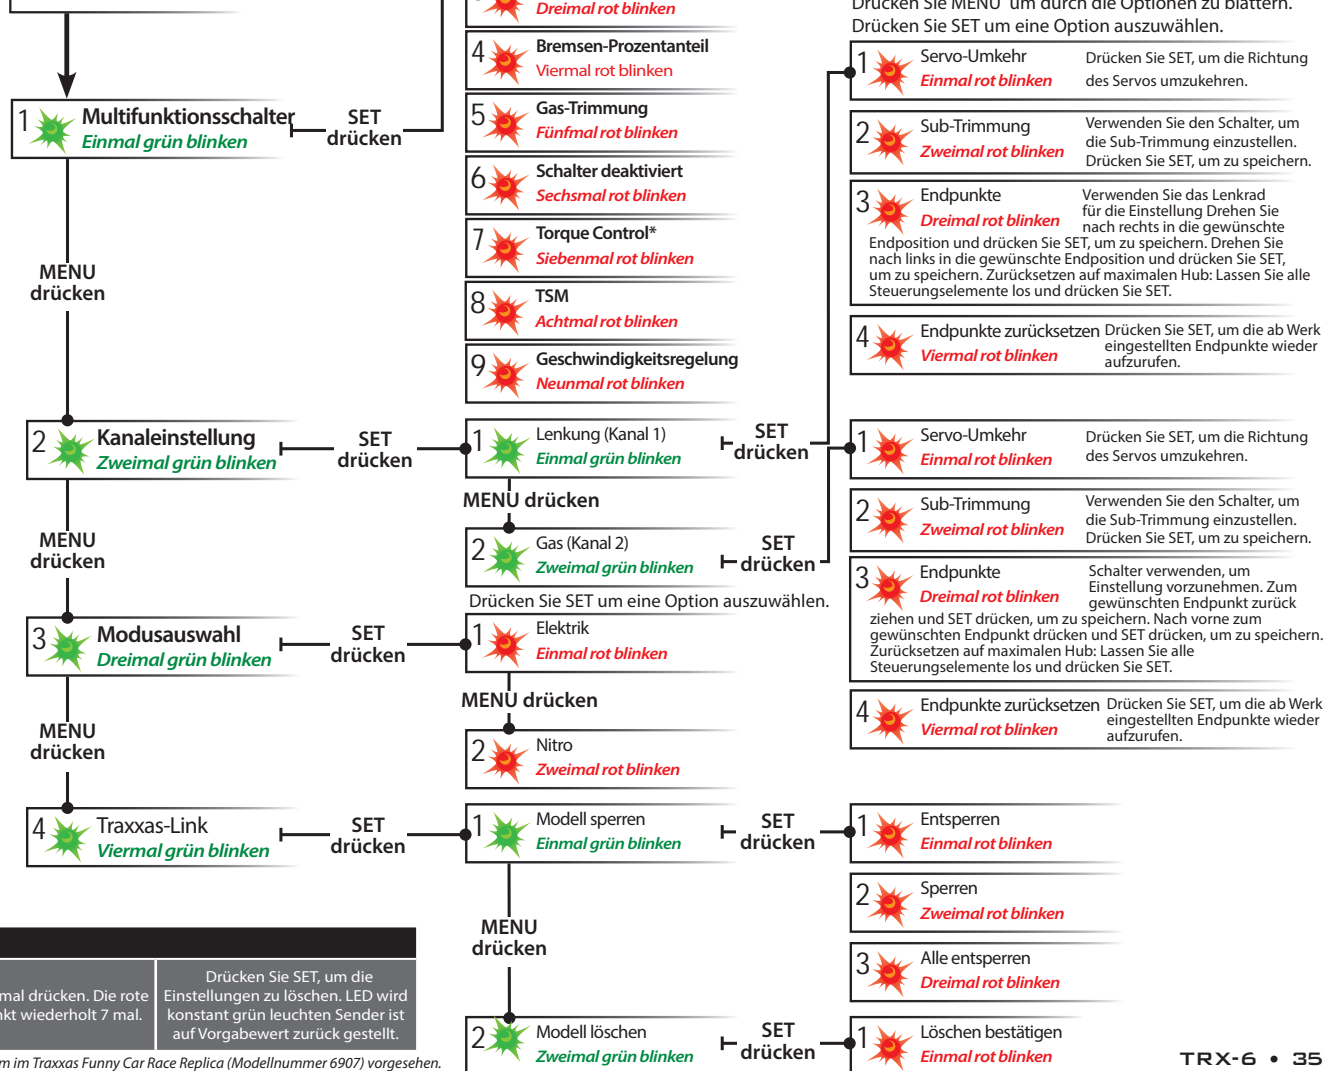 Dreimal rot blinken
4
Bremsen-Prozentanteil
Viermal rot blinken
5
Gas-Trimmung
Fünfmal rot blinken
6
Schalter deaktiviert
Sechsmal rot blinken
7
Torque Control*
Siebenmal rot blinken
8
TSM
Achtmal rot blinken
9
Geschwindigkeitsregelung
Neunmal rot blinken
1
Multifunktionsschalter
Einmal grün blinken
SET
drücken
MENU
drücken
2
Kanaleinstellung
Zweimal grün blinken
SET
drücken
1
Lenkung (Kanal 1)
Einmal grün blinken
SET
drücken
MENU drücken
2
Gas (Kanal 2)
Zweimal grün blinken
SET
drücken
MENU
drücken
Drücken Sie SET um eine Option auszuwählen.
3
Modusauswahl
Dreimal grün blinken
SET
drücken
1
Elektrik
Einmal rot blinken
MENU drücken
2
Nitro
Zweimal rot blinken
MENU
drücken
4
Traxxas-Link
Viermal grün blinken
SET
drücken
1
Modell sperren
Einmal grün blinken
SET
drücken
MENU
drücken
2
Modell löschen
Zweimal grün blinken
SET
drücken
Drücken Sie MENU um durch die Optionen zu blättern.
Drücken Sie SET um eine Option auszuwählen.
1
Servo-Umkehr
Einmal rot blinken
Drücken Sie SET, um die Richtung
des Servos umzukehren.
2
Sub-Trimmung
Zweimal rot blinken
Verwenden Sie den Schalter, um
die Sub-Trimmung einzustellen.
Drücken Sie SET, um zu speichern.
3
Endpunkte
Dreimal rot blinken
Verwenden Sie das Lenkrad
für die Einstellung Drehen Sie
nach rechts in die gewünschte
Endposition und drücken Sie SET, um zu speichern. Drehen Sie
nach links in die gewünschte Endposition und drücken Sie SET,
um zu speichern. Zurücksetzen auf maximalen Hub: Lassen Sie alle
Steuerungselemente los und drücken Sie SET.
4
Endpunkte zurücksetzen
Viermal rot blinken
Drücken Sie SET, um die ab Werk
eingestellten Endpunkte wieder
aufzurufen.
1
Servo-Umkehr
Einmal rot blinken
Drücken Sie SET, um die Richtung
des Servos umzukehren.
2
Sub-Trimmung
Zweimal rot blinken
Verwenden Sie den Schalter, um
die Sub-Trimmung einzustellen.
Drücken Sie SET, um zu speichern.
3
Endpunkte
Dreimal rot blinken
Schalter verwenden, um
Einstellung vorzunehmen. Zum
gewünschten Endpunkt zurück
ziehen und SET drücken, um zu speichern. Nach vorne zum
gewünschten Endpunkt drücken und SET drücken, um zu speichern.
Zurücksetzen auf maximalen Hub: Lassen Sie alle
Steuerungselemente los und drücken Sie SET.
4
Endpunkte zurücksetzen
Viermal rot blinken
Drücken Sie SET, um die ab Werk
eingestellten Endpunkte wieder
aufzurufen.
1
Entsperren
Einmal rot blinken
2
Sperren
Zweimal rot blinken
3
Alle entsperren
Dreimal rot blinken
1
Löschen bestätigen
Einmal rot blinken
mal drücken. Die rote
nkt wiederholt 7 mal.
Drücken Sie SET, um die
Einstellungen zu löschen. LED wird
konstant grün leuchten Sender ist
auf Vorgabewert zurück gestellt.
m im Traxxas Funny Car Race Replica (Modellnummer 6907) vorgesehen.
TRX-6 • 35